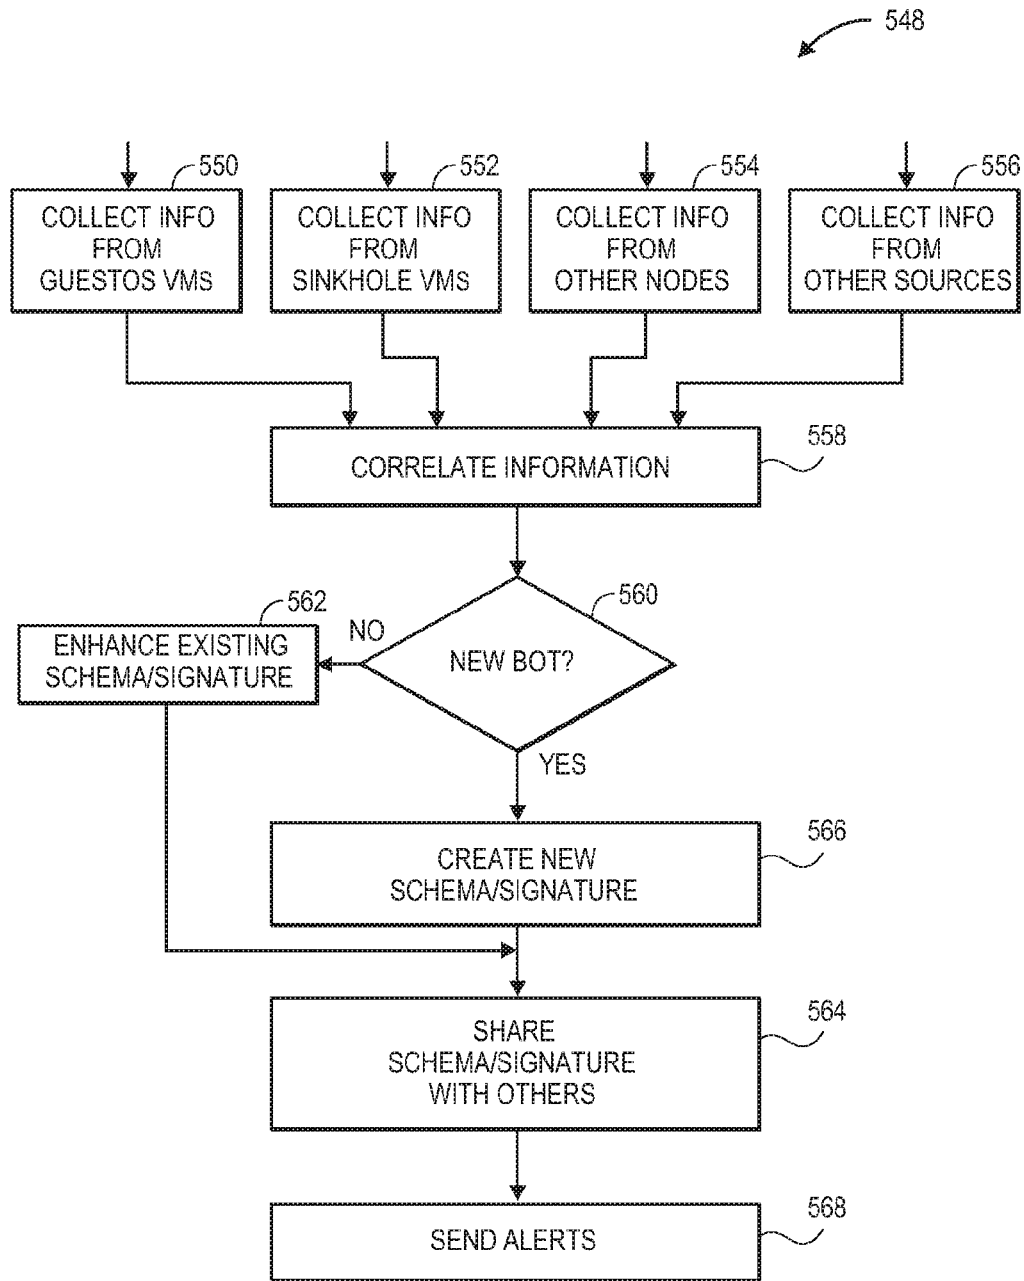 548
550
552
554
556
COLLECT INFO
FROM
GUESTOS VMS
COLLECT INFO
FROM
SINKHOLE VMS
COLLECT INFO
FROM
OTHER NODES
COLLECT INFO
FROM
OTHER SOURCES
558
CORRELATE INFORMATION
560
562
NO
ENHANCE EXISTING
SCHEMA/SIGNATURE
NEW BOT?
YES
566
CREATE NEW
SCHEMA/SIGNATURE
564
SHARE
SCHEMA/SIGNATURE
WITH OTHERS
568
SEND ALERTS